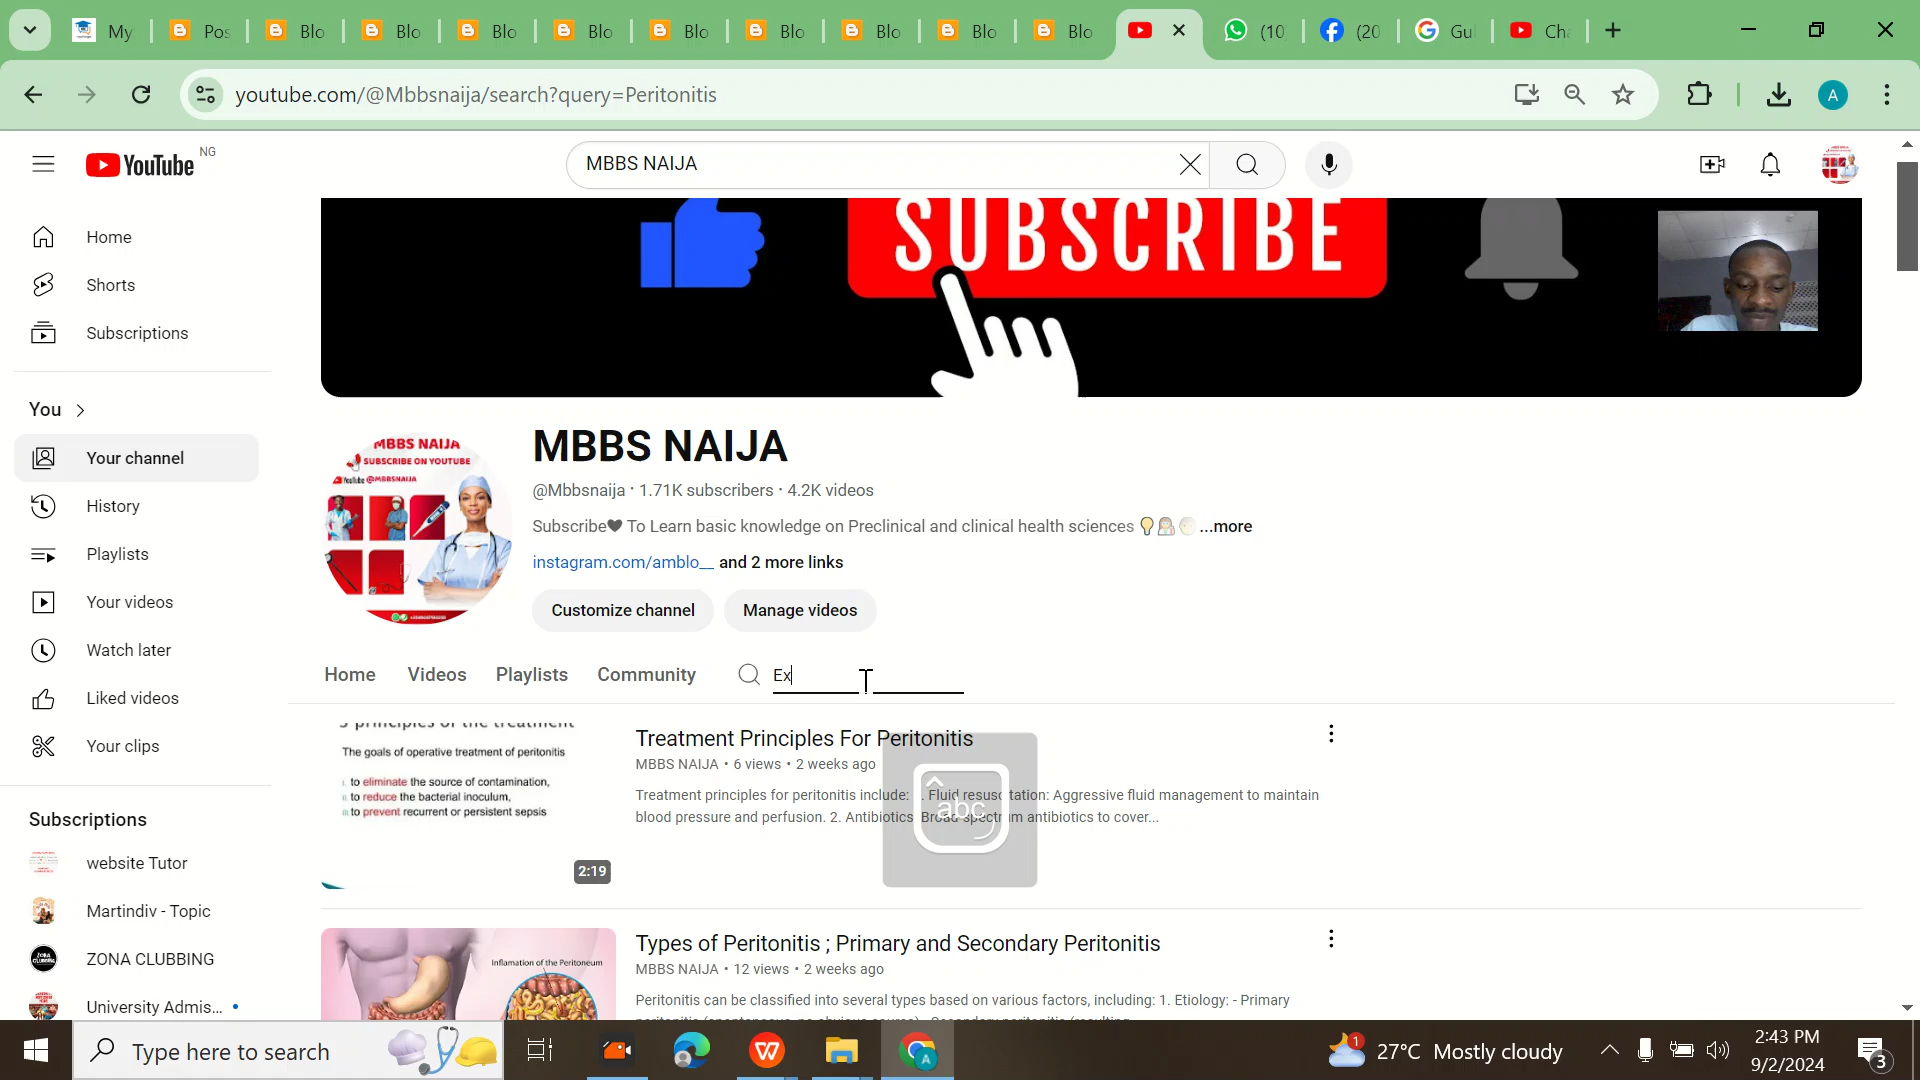 My
Pos
Blo
Blo
Blo
Blo
Blo
Blo
Blo
Blo
Blo
(10
(20
Gu
Ch
youtube.com/@Mbbsnaija/search?query=Peritonitis
A
YouTube NG
MBBS NAIJA
Home
Shorts
Subscriptions
You
Your channel
History
Playlists
Your videos
Watch later
Liked videos
Your clips
Subscriptions
website Tutor
Martindiv - Topic
ZONA CLUBBING
University Admis...
SUBSCRIBE
MBBS NAIJA
SUBSCRIBE ON YOUTUBE
YouTube @MBBSNAIJA
MBBS NAIJA
@Mbbsnaija • 1.71K subscribers • 4.2K videos
Subscribe🖤 To Learn basic knowledge on Preclinical and clinical health sciences ...more
instagram.com/amblo__ and 2 more links
Customize channel
Manage videos
Home
Videos
Playlists
Community
Ex
The goals of operative treatment of peritonitis
i. to eliminate the source of contamination,
ii. to reduce the bacterial inoculum,
iii. to prevent recurrent or persistent sepsis
2:19
Treatment Principles For Peritonitis
MBBS NAIJA • 6 views • 2 weeks ago
Treatment principles for peritonitis include: 1. Fluid resuscitation: Aggressive fluid management to maintain
blood pressure and perfusion. 2. Antibiotics: Broad-spectrum antibiotics to cover...
abc
Inflamation of the Peritoneum
Types of Peritonitis ; Primary and Secondary Peritonitis
MBBS NAIJA • 12 views • 2 weeks ago
Peritonitis can be classified into several types based on various factors, including: 1. Etiology: - Primary
Type here to search
W
A
1
27°C Mostly cloudy
2:43 PM
9/2/2024
3